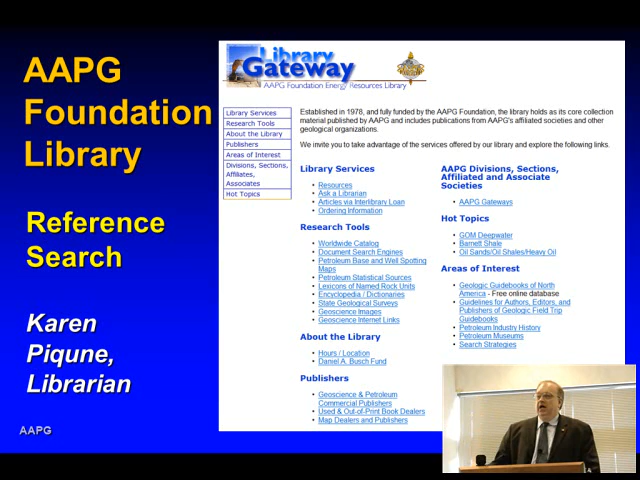 AAPG
Foundation
Library
Reference
Search
Karen
Piqune,
Librarian
AAPG
Library
Gateway
AAPG Foundation Energy Resources Library
Library Services
Research Tools
About the Library
Publishers
Areas of Interest
Divisions, Sections,
Affiliates,
Associates
Hot Topics
Established in 1978, and fully funded by the AAPG Foundation, the library holds as its core collection
material published by AAPG and includes publications from AAPG's affiliated societies and other
geological organizations.
We invite you to take advantage of the services offered by our library and explore the following links.
Library Services
• Resources
• Ask a Librarian
• Articles via Interlibrary Loan
• Ordering Information
Research Tools
• Worldwide Catalog
• Document Search Engines
• Petroleum Base and Well Spotting
Maps
• Petroleum Statistical Sources
• Lexicons of Named Rock Units
• Encyclopedia / Dictionaries
• State Geological Surveys
• Geoscience Images
• Geoscience Internet Links
About the Library
• Hours / Location
• Daniel A. Busch Fund
Publishers
• Geoscience & Petroleum
Commercial Publishers
• Used & Out-of-Print Book Dealers
• Map Dealers and Publishers
AAPG Divisions, Sections,
Affiliated and Associate
Societies
• AAPG Gateways
Hot Topics
• GOM Deepwater
• Barnett Shale
• Oil Sands/Oil Shales/Heavy Oil
Areas of Interest
• Geologic Guidebooks of North
America - Free online database
• Guidelines for Authors, Editors, and
Publishers of Geologic Field Trip
Guidebooks
• Petroleum Industry History
• Petroleum Museums
• Search Strategies